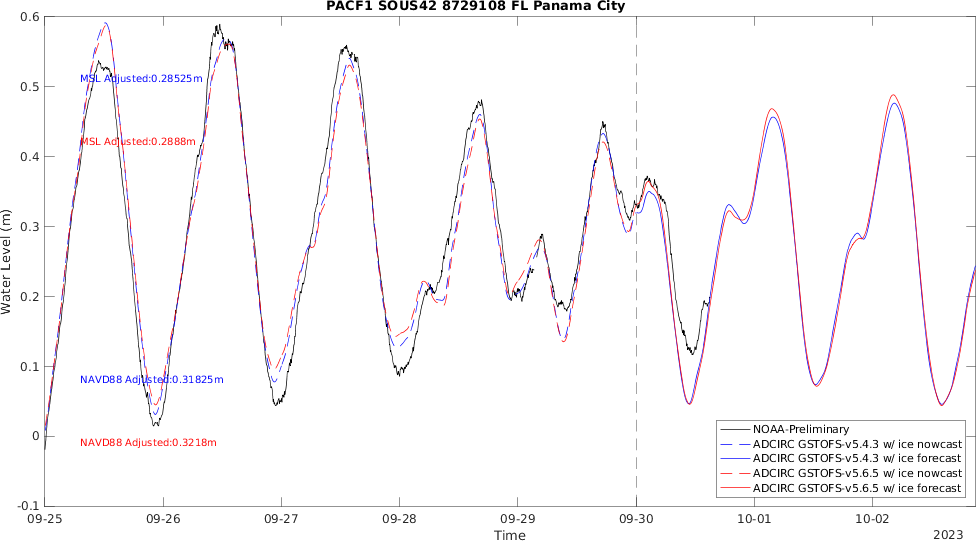 PACF1 SOUS42 8729108 FL Panama City
0.6
0.5
0.4
0.3
0.2
0.1
0
-0.1
Water Level (m)
MSL Adjusted:0.28525m
MSL Adjusted:0.2888m
NAVD88 Adjusted:0.31825m
NAVD88 Adjusted:0.3218m
NOAA-Preliminary
ADCIRC GSTOFS-v5.4.3 w/ ice nowcast
ADCIRC GSTOFS-v5.4.3 w/ ice forecast
ADCIRC GSTOFS-v5.6.5 w/ ice nowcast
ADCIRC GSTOFS-v5.6.5 w/ ice forecast
09-25 09-26 09-27 09-28 09-29 09-30 10-01 10-02
Time
2023